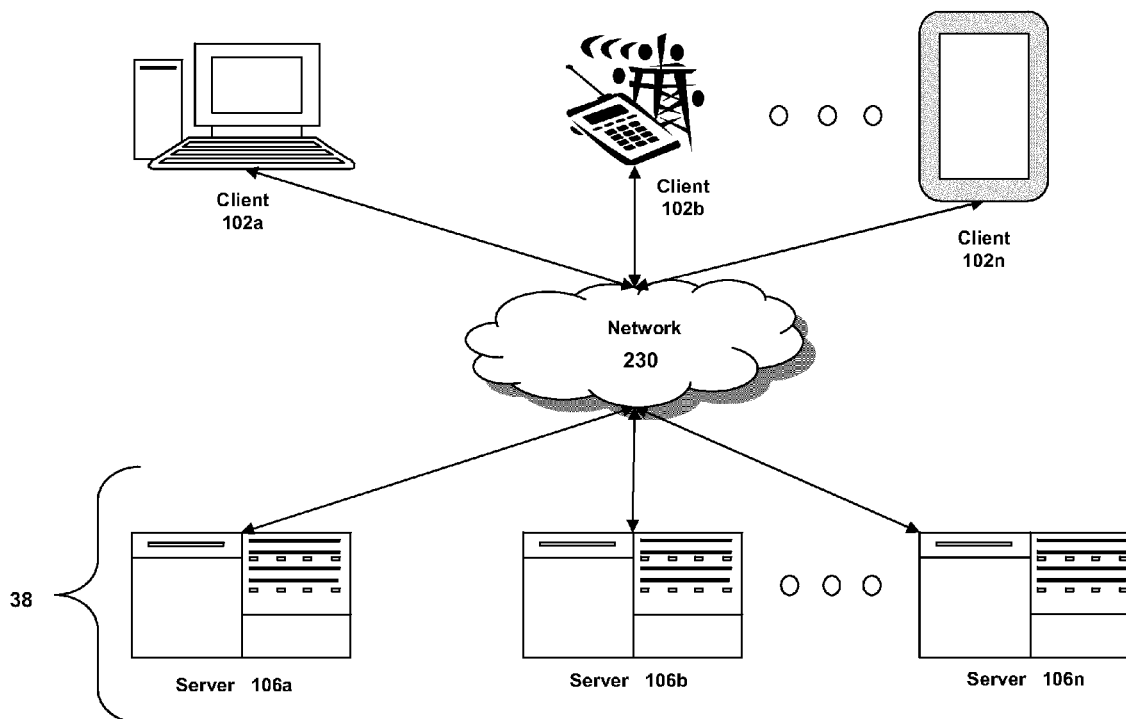 Client
102a
Client
102b
Client
102n
Network
230
38
Server 106a
Server 106b
Server 106n